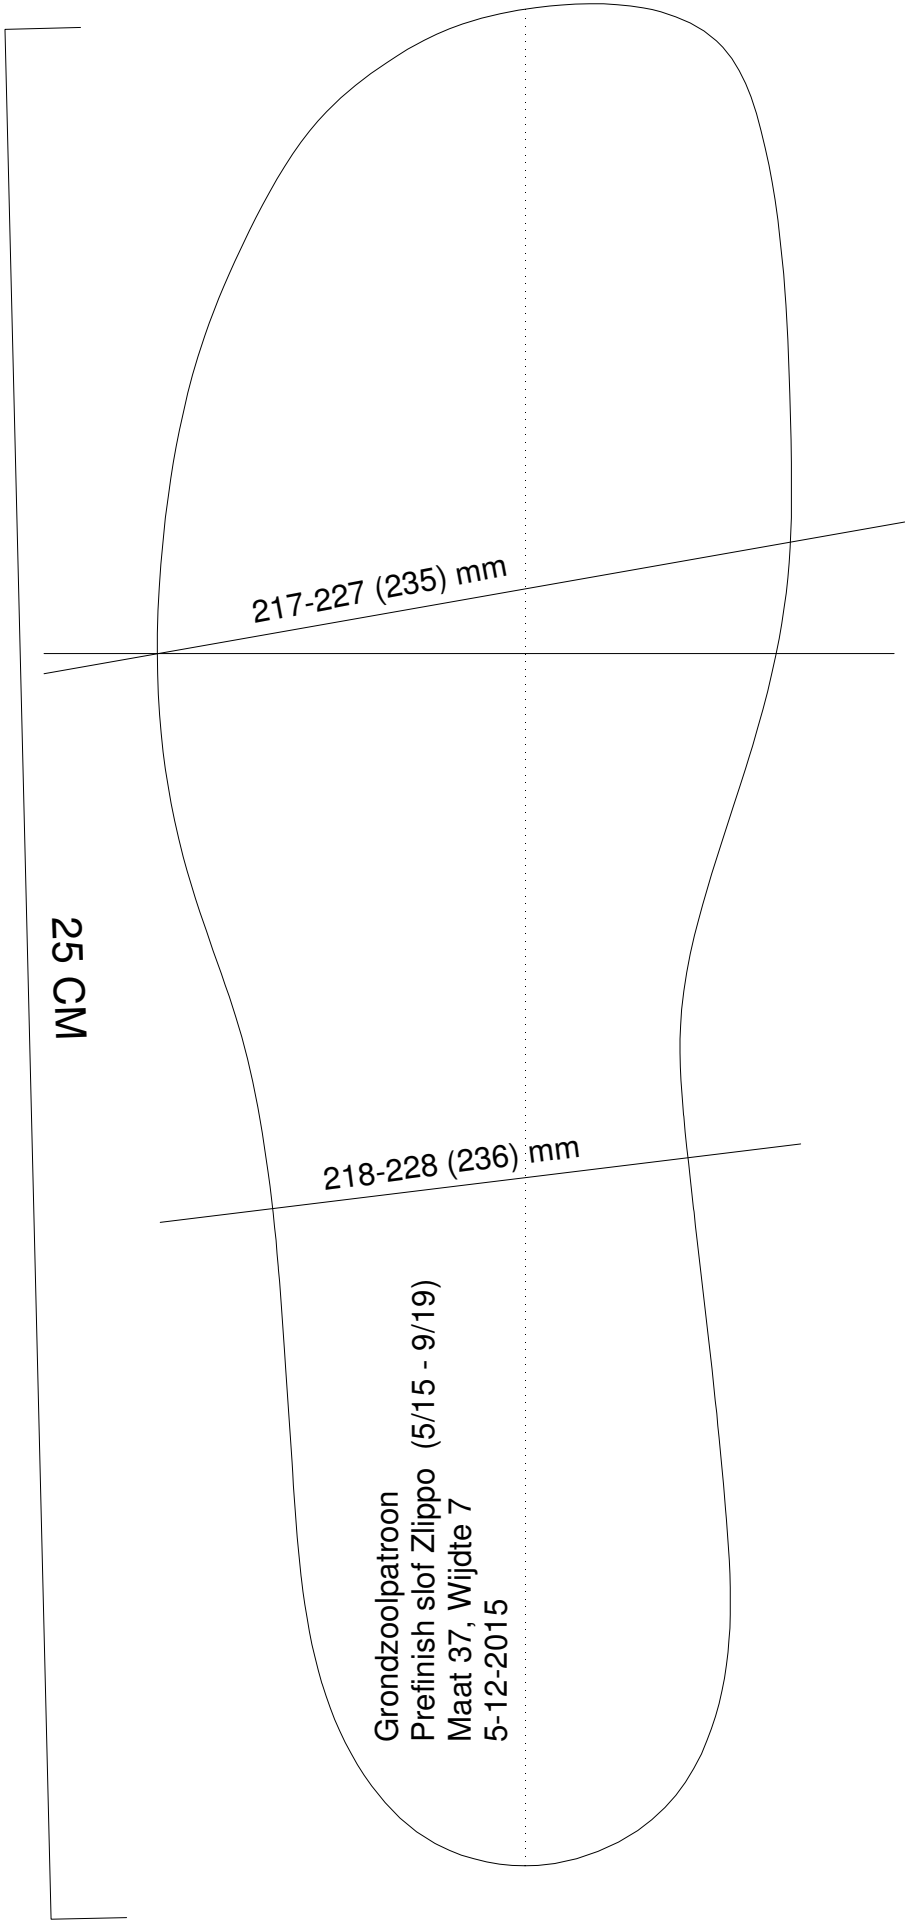 217-227 (235) mm
25 CM
218-228 (236) mm
Grondzoolpatroon
Prefinish slof Zlippo (5/15 - 9/19)
Maat 37, Wijdte 7
5-12-2015